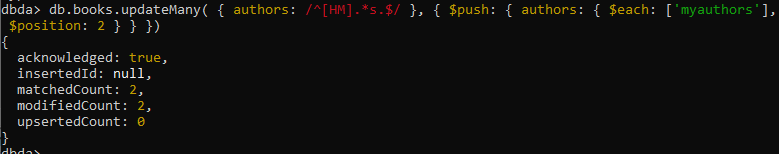 dbda> db.books.updateMany( { authors: /^[HM].*s.$/ }, { $push: { authors: { $each: ['myauthors'],
 $position: 2 } } })
{
  acknowledged: true,
  insertedId: null,
  matchedCount: 2,
  modifiedCount: 2,
  upsertedCount: 0
}
dbda>